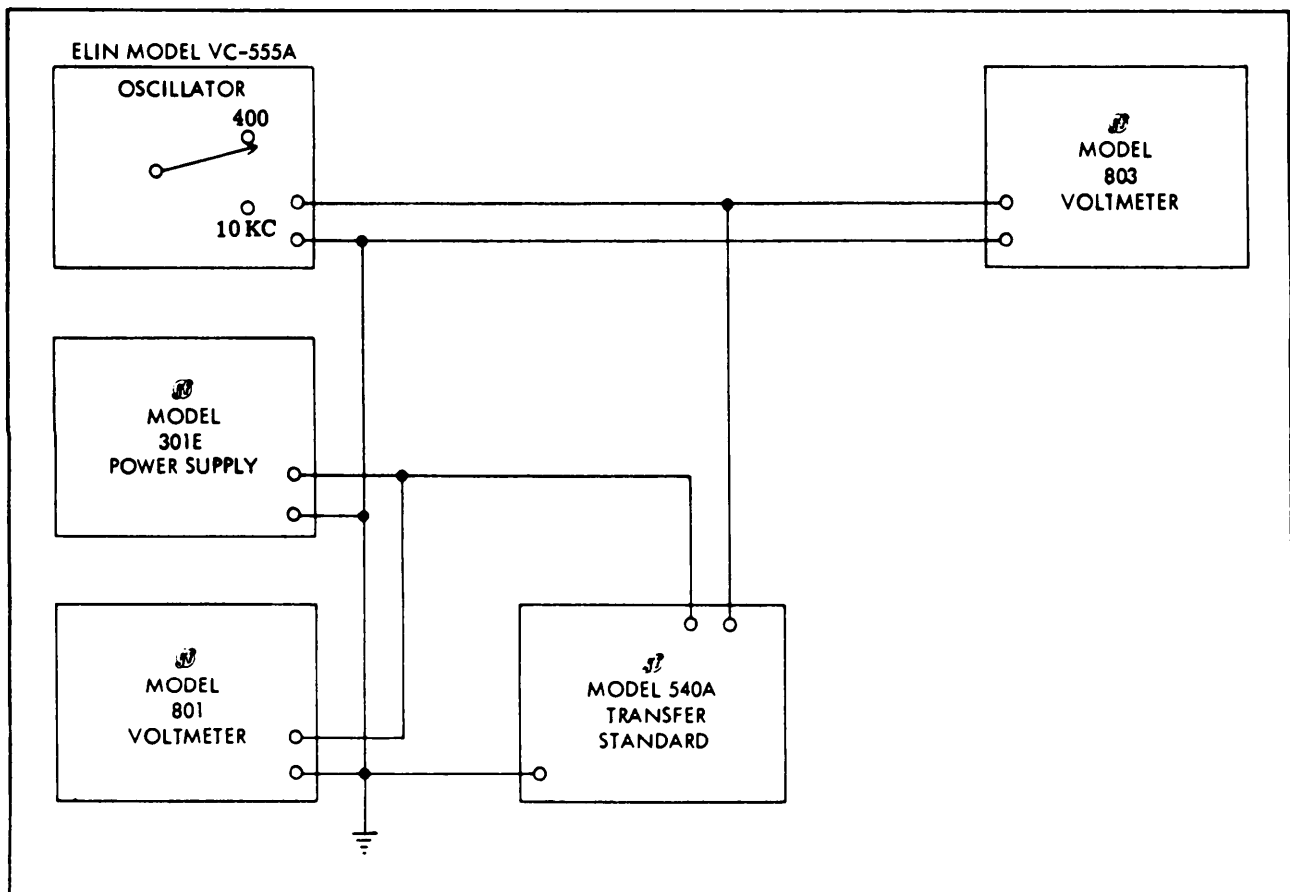 ELIN MODEL VC-555A
OSCILLATOR
400
10 KC
MODEL
803
VOLTMETER
MODEL
301E
POWER SUPPLY
MODEL
801
VOLTMETER
MODEL 540A
TRANSFER
STANDARD